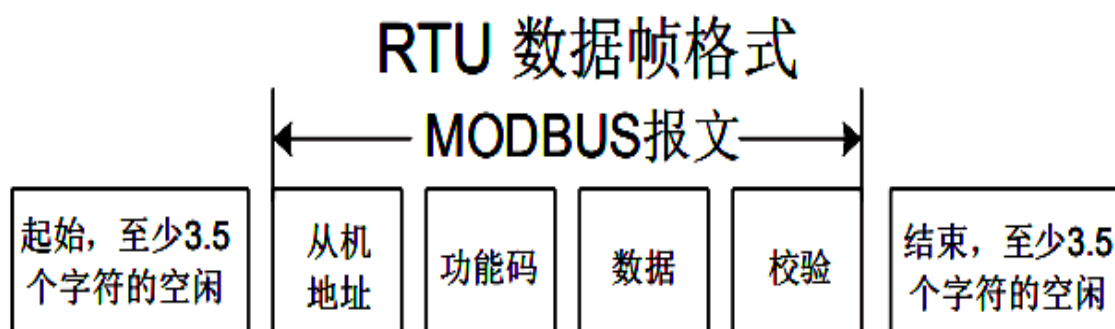 RTU 数据帧格式
MODBUS报文
起始，至少3.5
个字符的空闲
从机
地址
功能码
数据
校验
结束，至少3.5
个字符的空闲